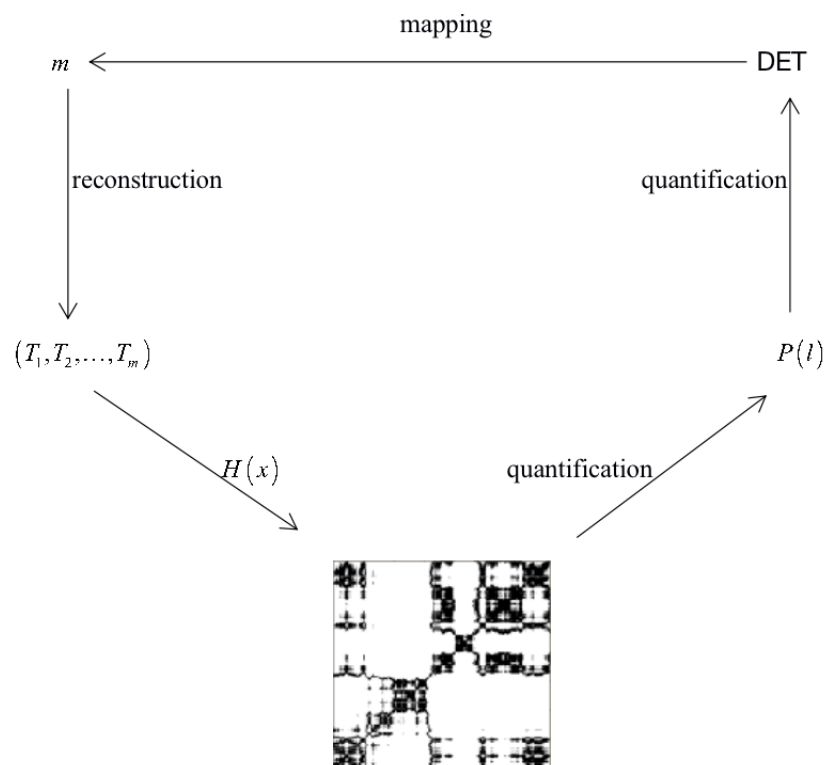 mapping
m DET
reconstruction quantification
(T₁,T₂,…,Tₘ) P(l)
H(x) quantification